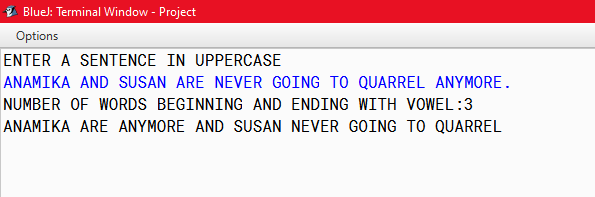 BlueJ: Terminal Window - Project
Options
ENTER A SENTENCE IN UPPERCASE
ANAMIKA AND SUSAN ARE NEVER GOING TO QUARREL ANYMORE.
NUMBER OF WORDS BEGINNING AND ENDING WITH VOWEL:3
ANAMIKA ARE ANYMORE AND SUSAN NEVER GOING TO QUARREL